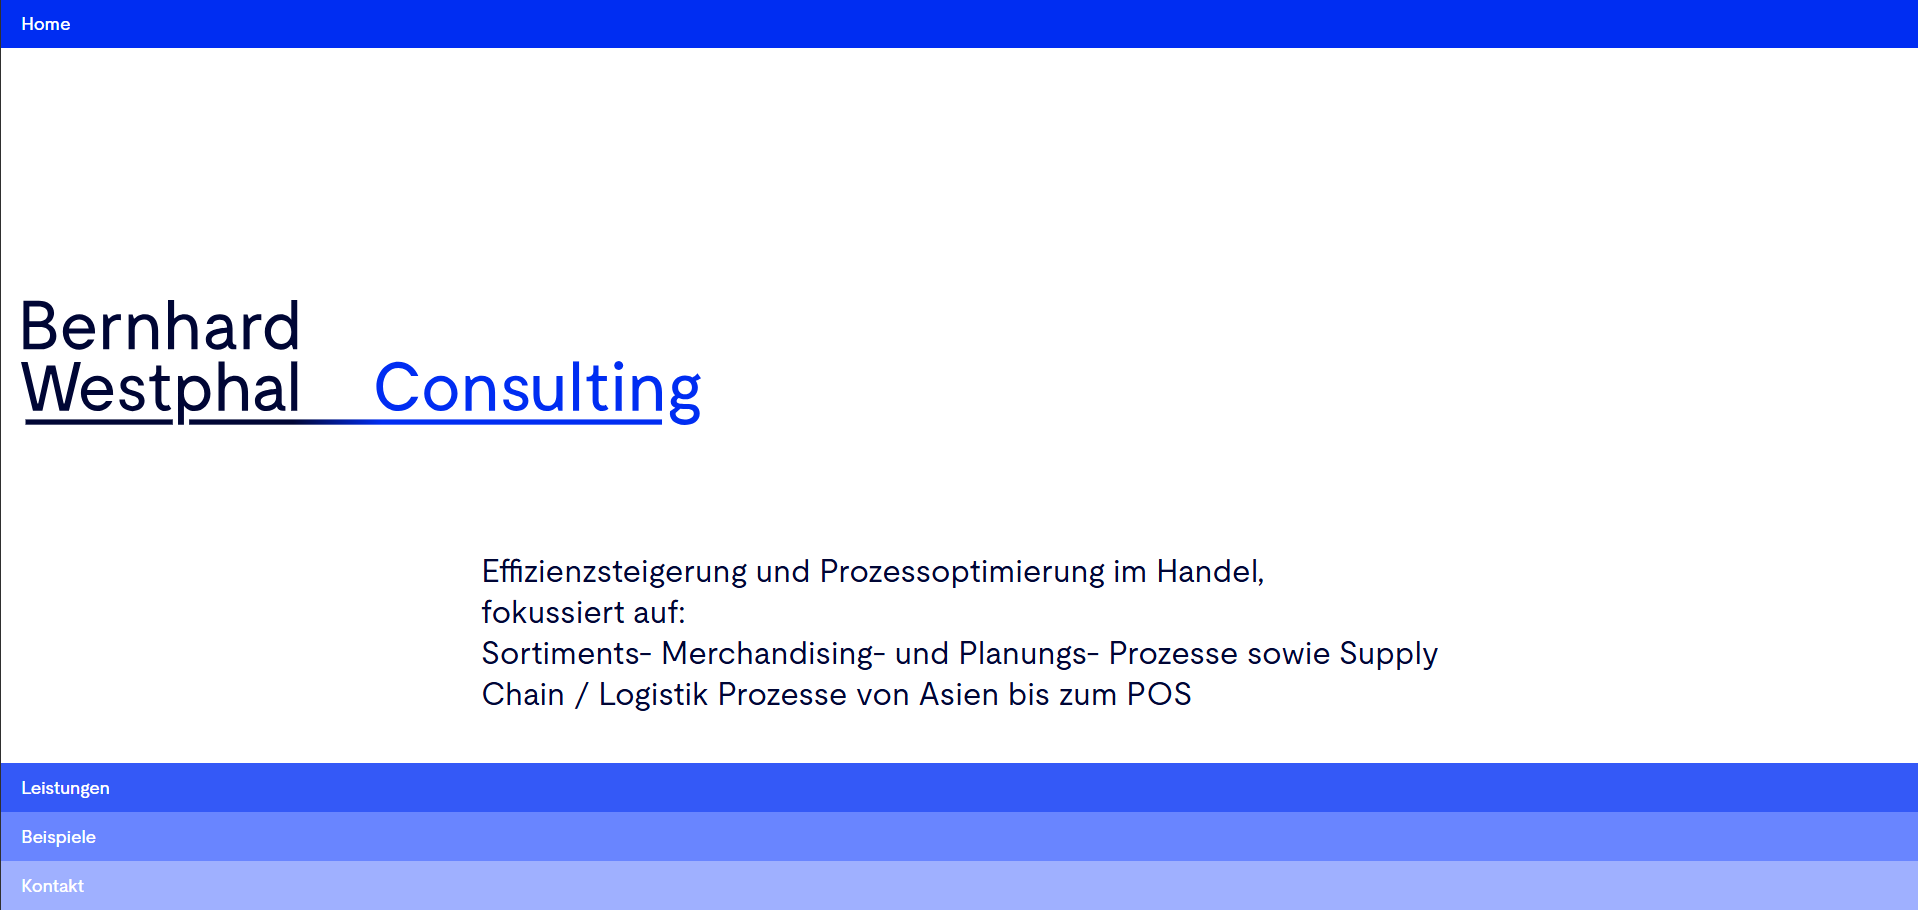 Home
Bernhard
Westphal Consulting
Effizienzsteigerung und Prozessoptimierung im Handel,
fokussiert auf:
Sortiments- Merchandising- und Planungs- Prozesse sowie Supply
Chain / Logistik Prozesse von Asien bis zum POS
Leistungen
Beispiele
Kontakt